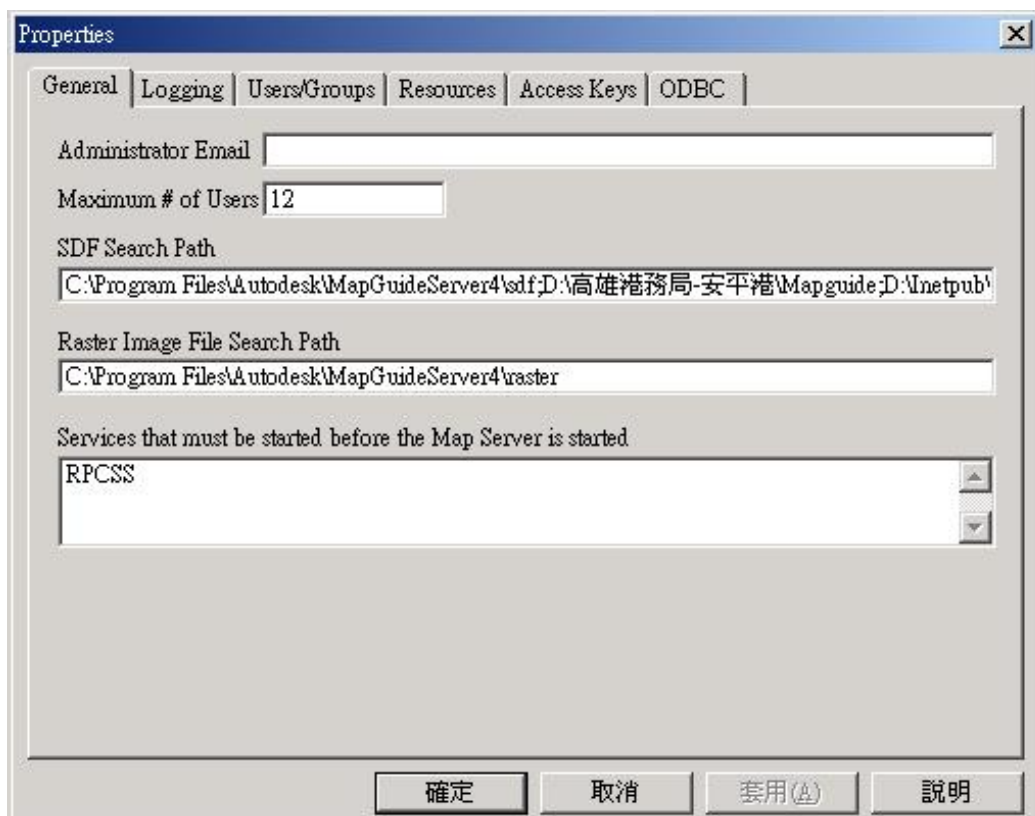 Properties
General Logging Users/Groups Resources Access Keys ODBC
Administrator Email
Maximum # of Users 12
SDF Search Path
C:\Program Files\Autodesk\MapGuideServer4\sdf;D:\高雄港務局-安平港\Mapguide;D:\Inetpub\
Raster Image File Search Path
C:\Program Files\Autodesk\MapGuideServer4\raster
Services that must be started before the Map Server is started
RPCSS
確定 取消 套用(A) 說明